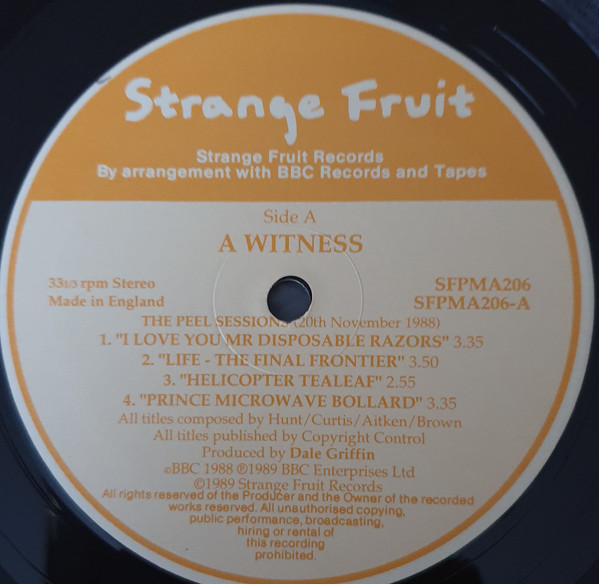 Strange Fruit
Strange Fruit Records
By arrangement with BBC Records and Tapes
Side A
A WITNESS
33 1/3 rpm Stereo
Made in England
SFPMA206
SFPMA206-A
THE PEEL SESSIONS (20th November 1988)
1. "I LOVE YOU MR DISPOSABLE RAZORS" 3.35
2. "LIFE - THE FINAL FRONTIER" 3.50
3. "HELICOPTER TEALEAF" 2.55
4. "PRINCE MICROWAVE BOLLARD" 3.35
All titles composed by Hunt/Curtis/Aitken/Brown
All titles published by Copyright Control
Produced by Dale Griffin
©BBC 1988 ℗1989 BBC Enterprises Ltd
©1989 Strange Fruit Records
All rights reserved of the Producer and the Owner of the recorded
works reserved. All unauthorised copying,
public performance, broadcasting,
hiring or rental of
this recording
prohibited.